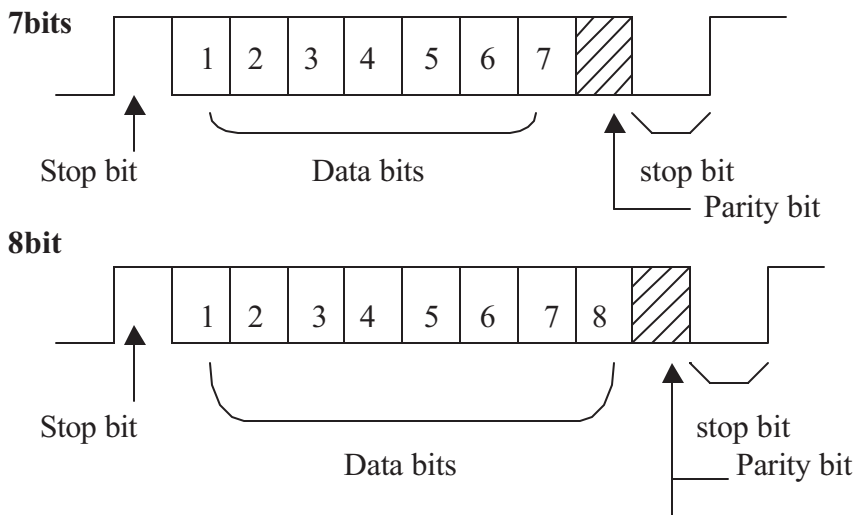 7bits
1 2 3 4 5 6 7
Stop bit Data bits stop bit
Parity bit
8bit
1 2 3 4 5 6 7 8
Stop bit stop bit
Data bits Parity bit